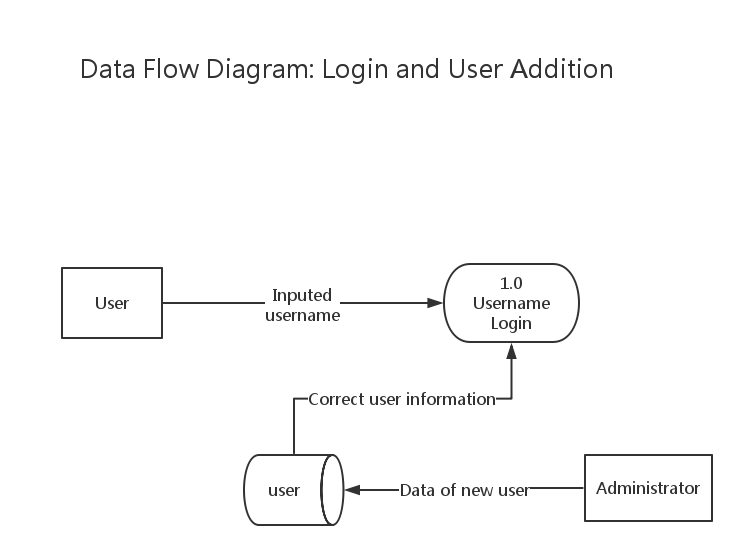 Data Flow Diagram: Login and User Addition
User
Inputed
username
1.0
Username
Login
Correct user information
user
Data of new user
Administrator